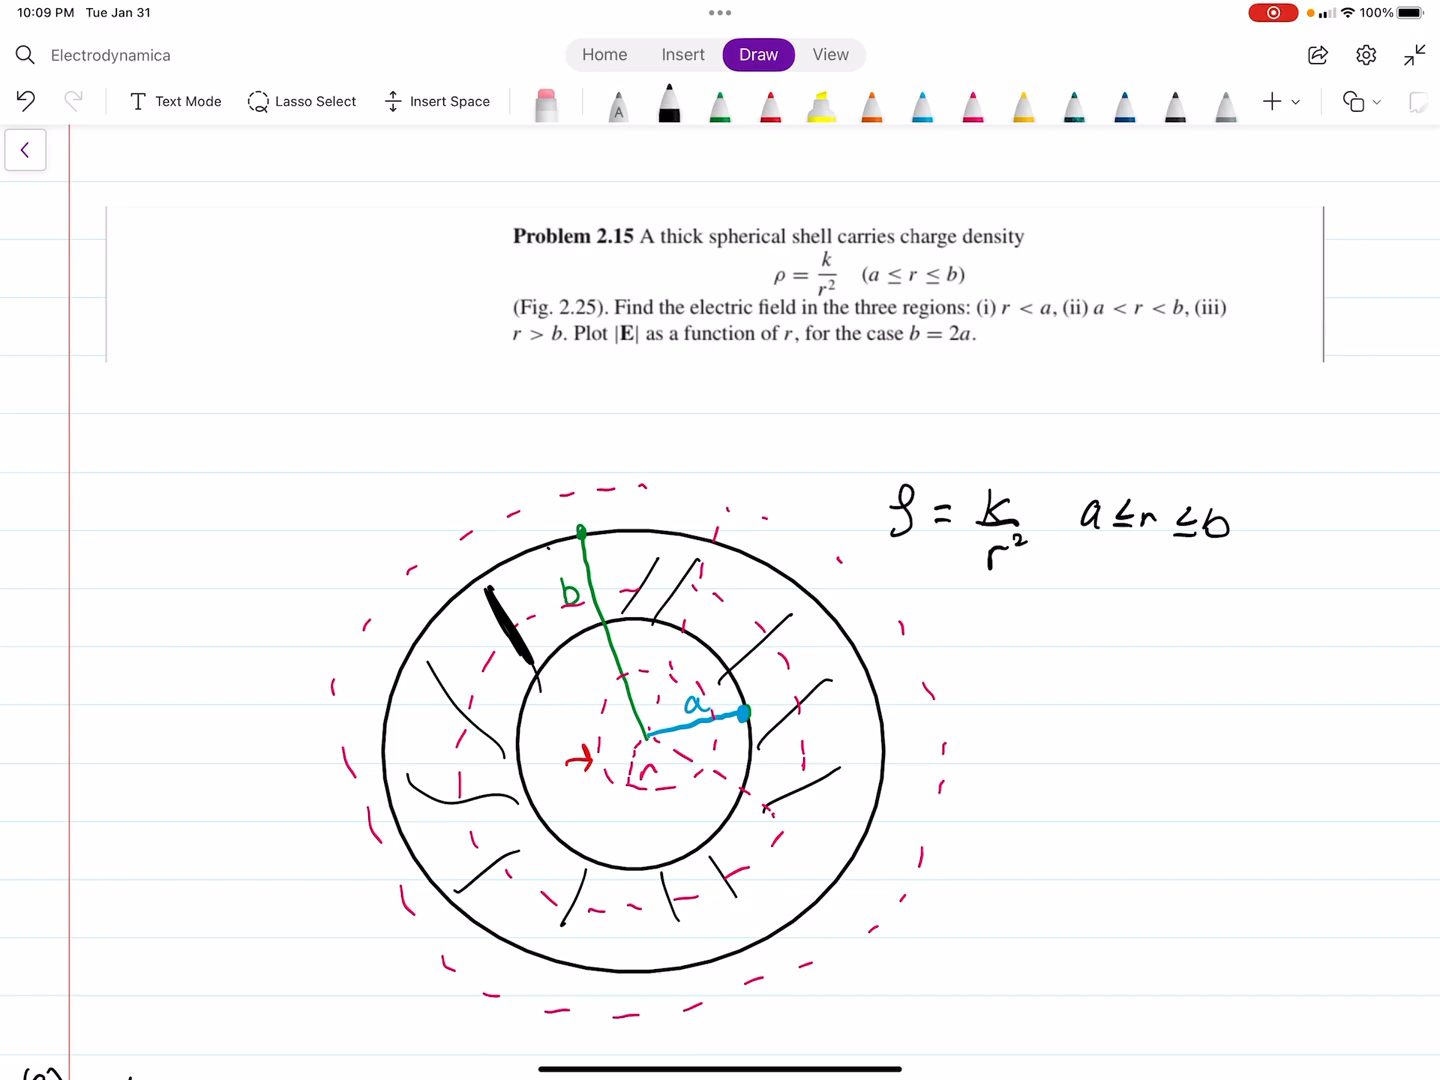 10:09 PM Tue Jan 31
100%
Electrodynamica
Home Insert Draw View
Text Mode Lasso Select Insert Space
A
Problem 2.15 A thick spherical shell carries charge density
ρ = k/r² (a ≤ r ≤ b)
(Fig. 2.25). Find the electric field in the three regions: (i) r < a, (ii) a < r < b, (iii)
r > b. Plot |E| as a function of r, for the case b = 2a.
ρ = k/r² a ≤ r ≤ b
b
a
r